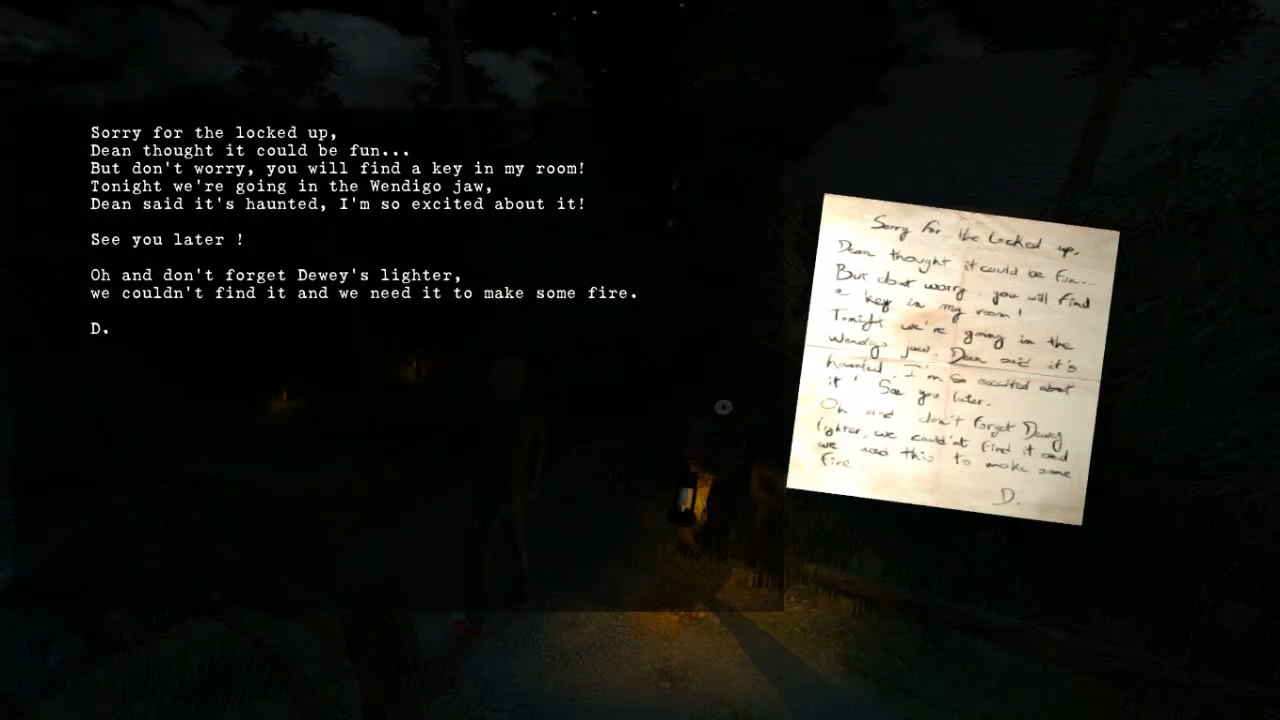 Sorry for the locked up,
Dean thought it could be fun...
But don't worry, you will find a key in my room!
Tonight we're going in the Wendigo jaw,
Dean said it's haunted, I'm so excited about it!
See you later !
Oh and don't forget Dewey's lighter,
we couldn't find it and we need it to make some fire.
D.
Sorry for the locked up,
Dean thought it could be fun...
But dont worry, you will find
a key in my room!
Tonight we're going in the
Wendigo jaw. Dean said it's
haunted, I'm so excited about
it! See you later.
Oh and don't forget Dewey
lighter, we could'nt find it and
we need this to make some
fire
D.